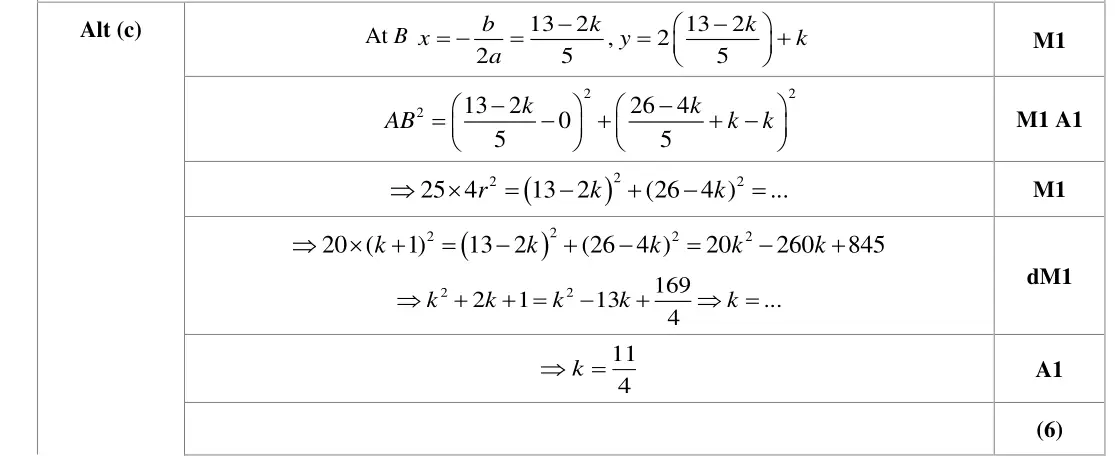 Alt (c)
At B x = −b/2a = (13 − 2k)/5, y = 2((13 − 2k)/5) + k M1
AB² = ((13 − 2k)/5 − 0)² + ((26 − 4k)/5 + k − k)² M1 A1
⇒ 25 × 4r² = (13 − 2k)² + (26 − 4k)² = ... M1
⇒ 20 × (k + 1)² = (13 − 2k)² + (26 − 4k)² = 20k² − 260k + 845
⇒ k² + 2k + 1 = k² − 13k + 169/4 ⇒ k = ... dM1
⇒ k = 11/4 A1
(6)